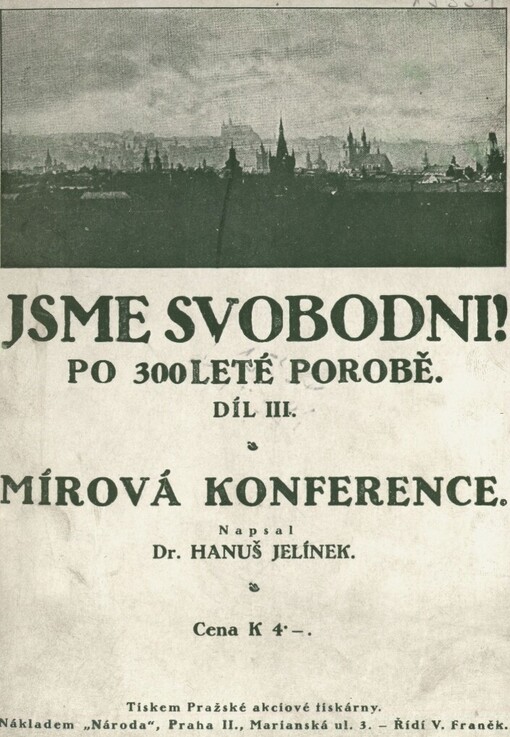 JSME SVOBODNI!
PO 300LETÉ POROBĚ.
DÍL III.
MÍROVÁ KONFERENCE.
Napsal
Dr. HANUŠ JELÍNEK.
Cena K 4·–.
Tiskem Pražské akciové tiskárny.
Nákladem „Národa“, Praha II., Marianská ul. 3. – Řídí V. Franěk.